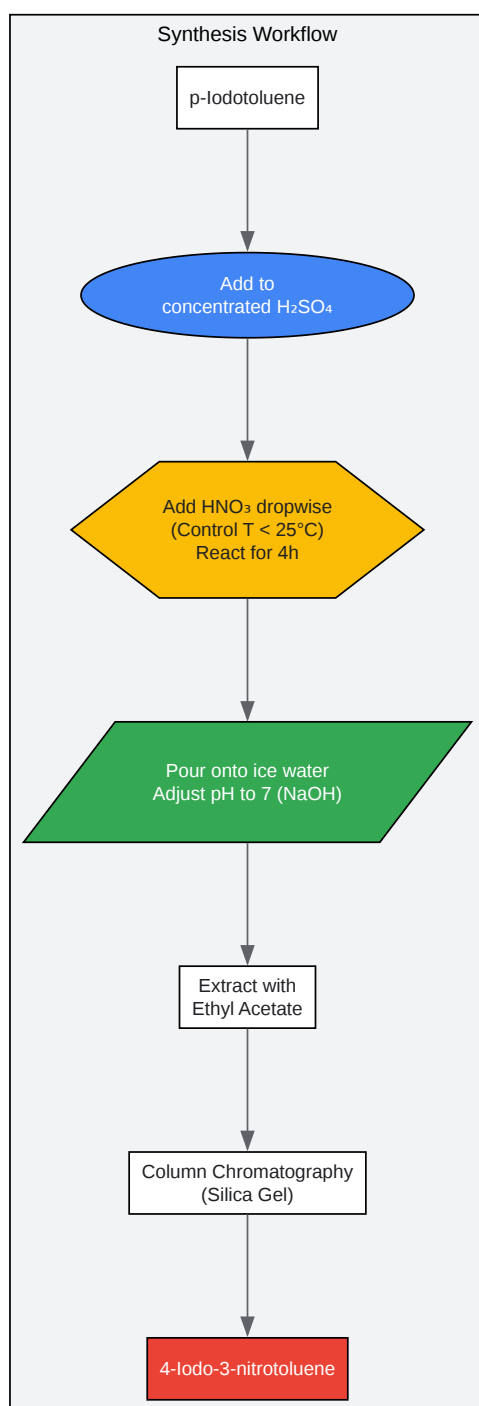 Synthesis Workflow
p-Iodotoluene
Add to
concentrated H₂SO₄
Add HNO₃ dropwise
(Control T < 25°C)
React for 4h
Pour onto ice water
Adjust pH to 7 (NaOH)
Extract with
Ethyl Acetate
Column Chromatography
(Silica Gel)
4-Iodo-3-nitrotoluene